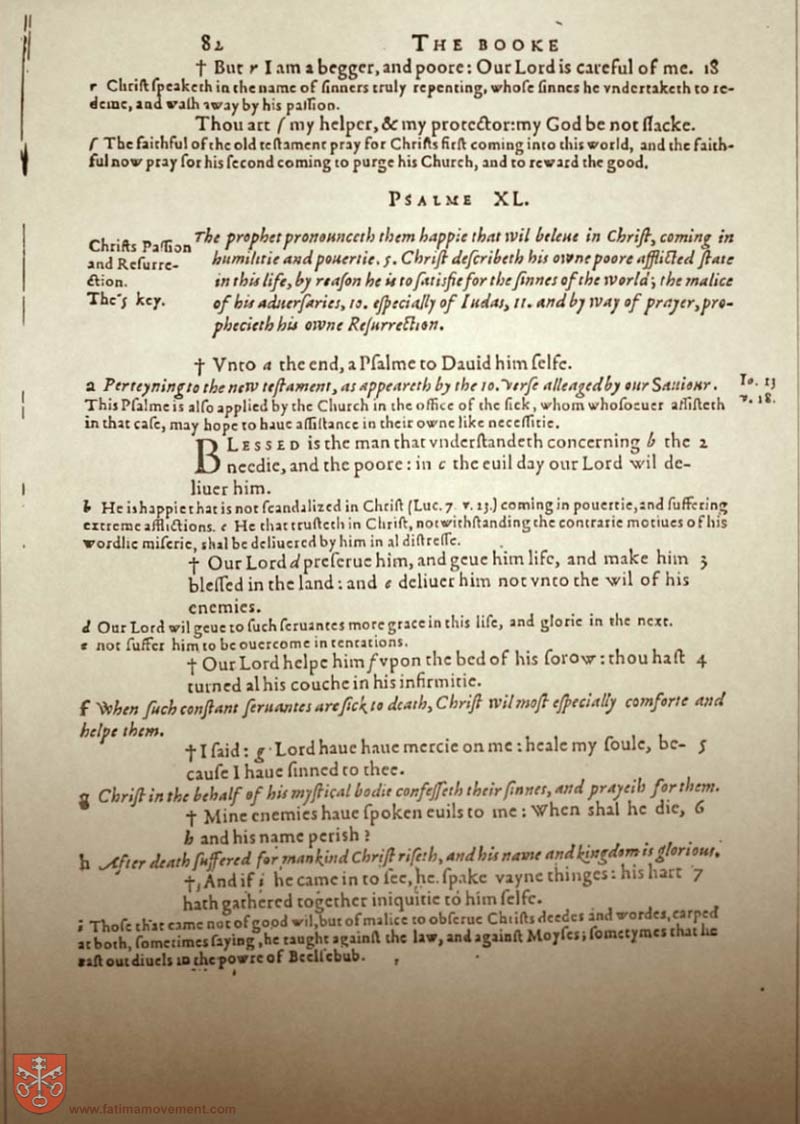 82 THE BOOKE
† But r I am a begger, and poore: Our Lord is careful of me. 18
r Chriſt ſpeaketh in the name of ſinners truly repenting, whoſe ſinnes he vndertaketh to re-
deme, and waſh away by his paſſion.
Thou art ſ my helper, & my protector: my God be not ſlacke.
ſ The faithful of the old teſtament pray for Chriſts firſt coming into this world, and the faith-
ful now pray for his ſecond coming to purge his Church, and to reward the good.
PSALME XL.
Chriſts Paſſion
and Reſurre-
ction.
The 5 key.
The prophet pronounceth them happie that wil beleue in Chriſt, coming in
humilitie and pouertie. 5. Chriſt deſcribeth his owne poore afflicted ſtate
in this life, by reaſon he is to ſatisfie for the ſinnes of the world; the malice
of his aduerſaries, 10. eſpecially of Iudas, 11. and by way of prayer, pro-
phecieth his owne Reſurrection.
† Vnto a the end, a Pſalme to Dauid him ſelfe.
a Perteyning to the new teſtament, as appeareth by the 10. verſe alleaged by our Sauiour.
Io. 13
v. 18.
This Pſalme is alſo applied by the Church in the office of the ſick, whom whoſoeuer aſſiſteth
in that caſe, may hope to haue aſſiſtance in their owne like neceſſitie.
BLESSED is the man that vnderſtandeth concerning b the 2
needie, and the poore: in c the euil day our Lord wil de-
liuer him.
b He is happie that is not ſcandalized in Chriſt (Luc. 7. v. 23.) coming in pouertie, and ſuffering
extreme afflictions. c He that truſteth in Chriſt, notwithſtanding the contrarie motiues of his
wordlie miſerie, shal be deliuered by him in al diſtreſſe.
† Our Lord d preſerue him, and geue him life, and make him 3
bleſſed in the land: and e deliuer him not vnto the wil of his
enemies.
d Our Lord wil geue to ſuch ſeruantes more grace in this life, and glorie in the next.
e not ſuffer him to be ouercome in tentations.
† Our Lord helpe him f vpon the bed of his ſorow: thou haſt 4
turned al his couche in his infirmitie.
f When ſuch conſtant ſeruantes are ſick to death, Chriſt wil moſt eſpecially comforte and
helpe them.
† I ſaid: g Lord haue haue mercie on me: heale my ſoule, be- 5
cauſe I haue ſinned to thee.
g Chriſt in the behalf of his myſtical bodie confeſſeth their ſinnes, and prayeth for them.
† Mine enemies haue ſpoken euils to me: When shal he die, 6
h and his name perish?
h After death ſuffered for mankind Chriſt riſeth, and his name and kingdom is glorious.
† And if i he came in to ſee, he ſpake vayne thinges: his hart 7
hath gathered together iniquitie to him ſelfe.
i Thoſe that came not of good wil, but of malice to obſerue Chriſts deedes and wordes, carped
at both, ſometimes ſaying, he taught againſt the law, and againſt Moyſes; ſometymes that he
caſt out diuels in the powre of Beelſebub.
www.fatimamovement.com